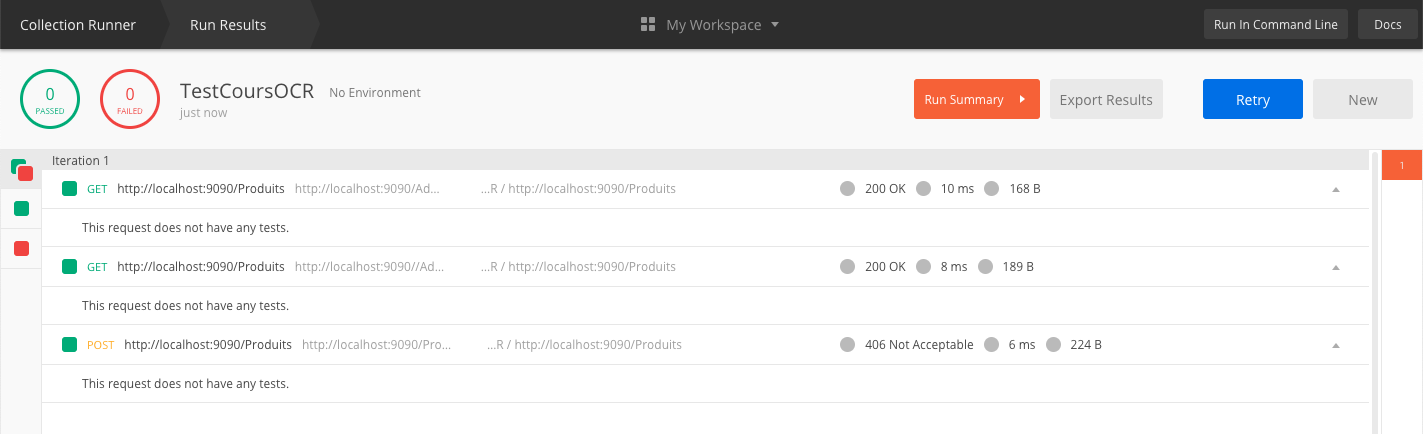 Collection Runner Run Results My Workspace Run In Command Line Docs
0 PASSED 0 FAILED TestCoursOCR No Environment Run Summary Export Results Retry New
just now
Iteration 1 1
GET http://localhost:9090/Produits http://localhost:9090/Ad... ...R / http://localhost:9090/Produits 200 OK 10 ms 168 B
This request does not have any tests.
GET http://localhost:9090/Produits http://localhost:9090//Ad... ...R / http://localhost:9090/Produits 200 OK 8 ms 189 B
This request does not have any tests.
POST http://localhost:9090/Produits http://localhost:9090/Pro... ...R / http://localhost:9090/Produits 406 Not Acceptable 6 ms 224 B
This request does not have any tests.